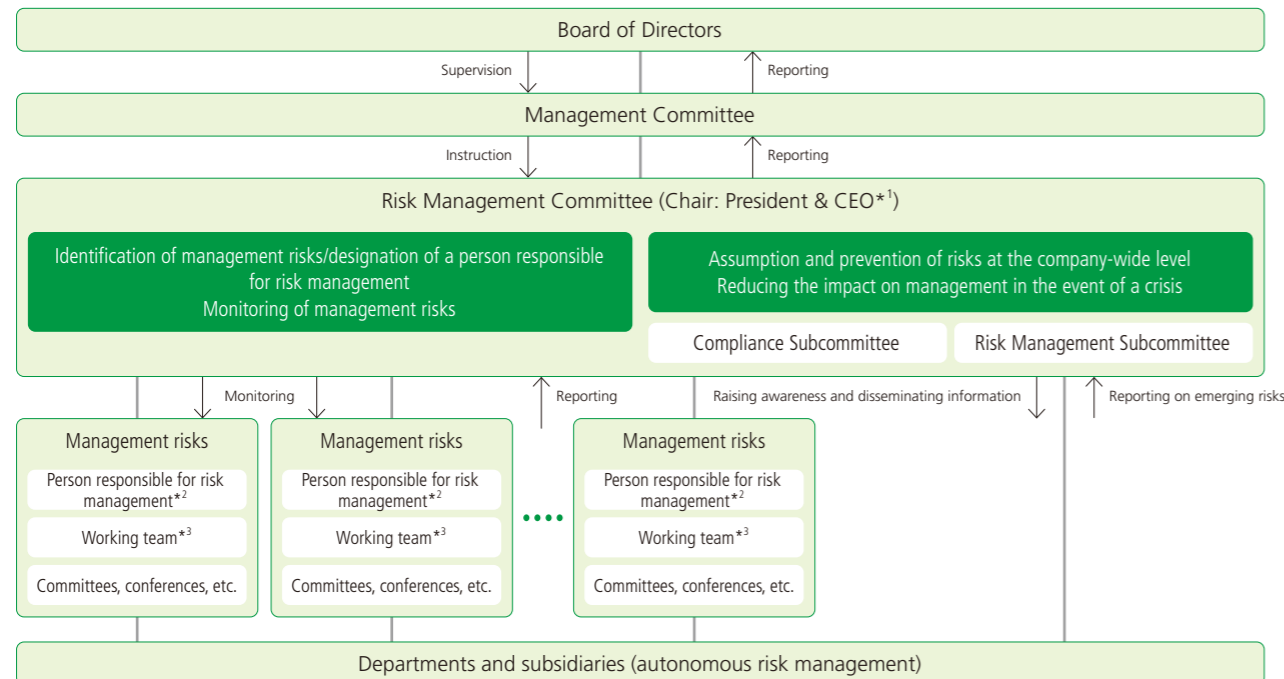 Board of Directors
Supervision
Reporting
Management Committee
Instruction
Reporting
Risk Management Committee (Chair: President & CEO*1)
Identification of management risks/designation of a person responsible
for risk management
Monitoring of management risks
Assumption and prevention of risks at the company-wide level
Reducing the impact on management in the event of a crisis
Compliance Subcommittee
Risk Management Subcommittee
Monitoring
Reporting
Raising awareness and disseminating information
Reporting on emerging risks
Management risks
Person responsible for risk
management*2
Working team*3
Committees, conferences, etc.
Management risks
Person responsible for risk
management*2
Working team*3
Committees, conferences, etc.
Management risks
Person responsible for risk
management*2
Working team*3
Committees, conferences, etc.
Departments and subsidiaries (autonomous risk management)